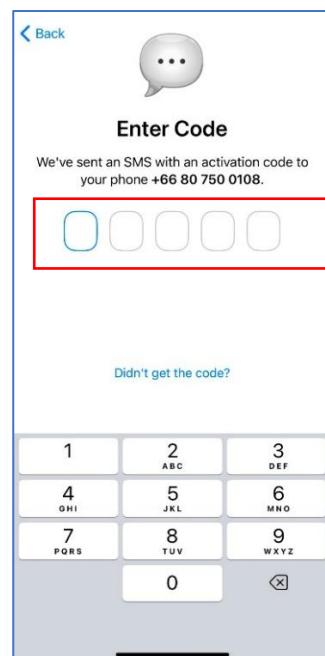 Back
Enter Code
We've sent an SMS with an activation code to
your phone +66 80 750 0108.
Didn't get the code?
1 2 3
ABC DEF
4 5 6
GHI JKL MNO
7 8 9
PQRS TUV WXYZ
0